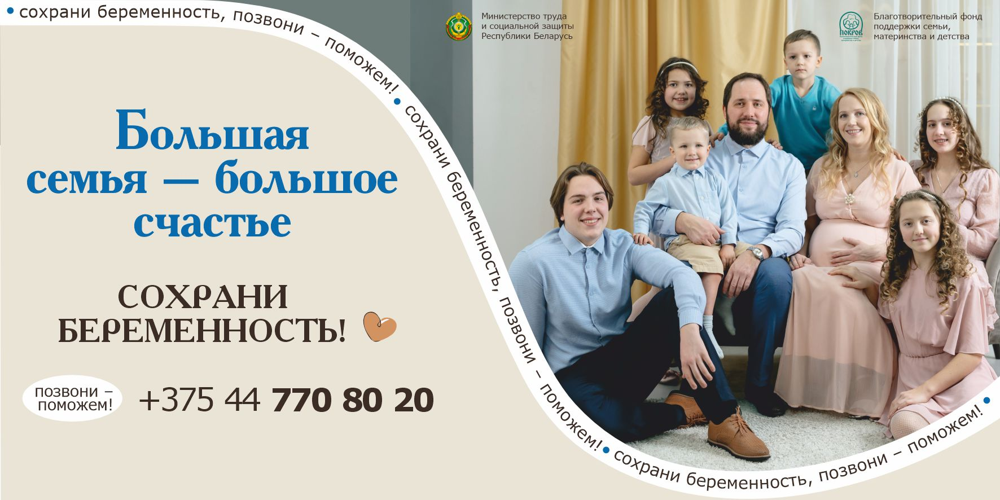 • сохрани беременность, позвони – поможем! • сохрани беременность, позвони – поможем! • сохрани беременность, позвони – поможем! •
Министерство труда
и социальной защиты
Республики Беларусь
ПОКРОВ
Благотворительный фонд
поддержки семьи,
материнства и детства
Большая
семья — большое
счастье
СОХРАНИ
БЕРЕМЕННОСТЬ!
позвони –
поможем!
+375 44 770 80 20